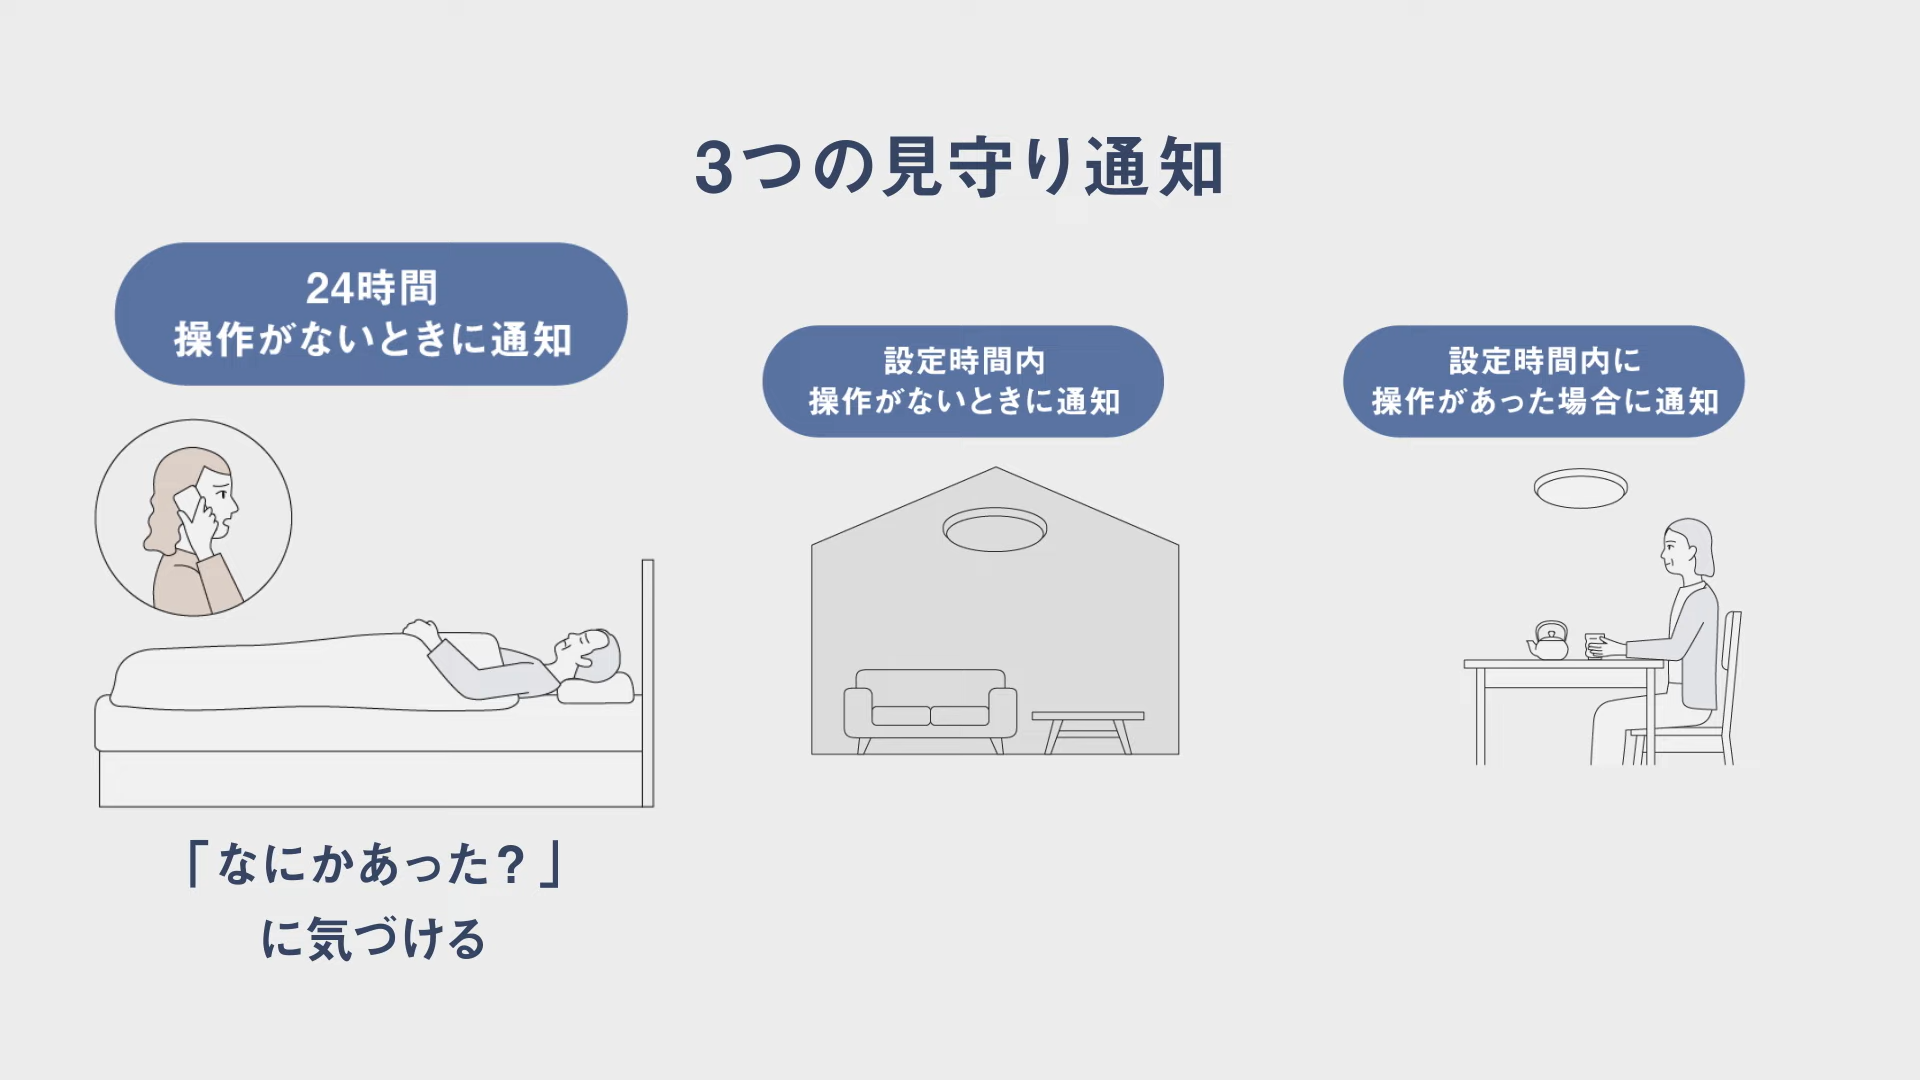 3つの見守り通知
24時間
操作がないときに通知
設定時間内
操作がないときに通知
設定時間内に
操作があった場合に通知
「なにかあった？」
に気づける